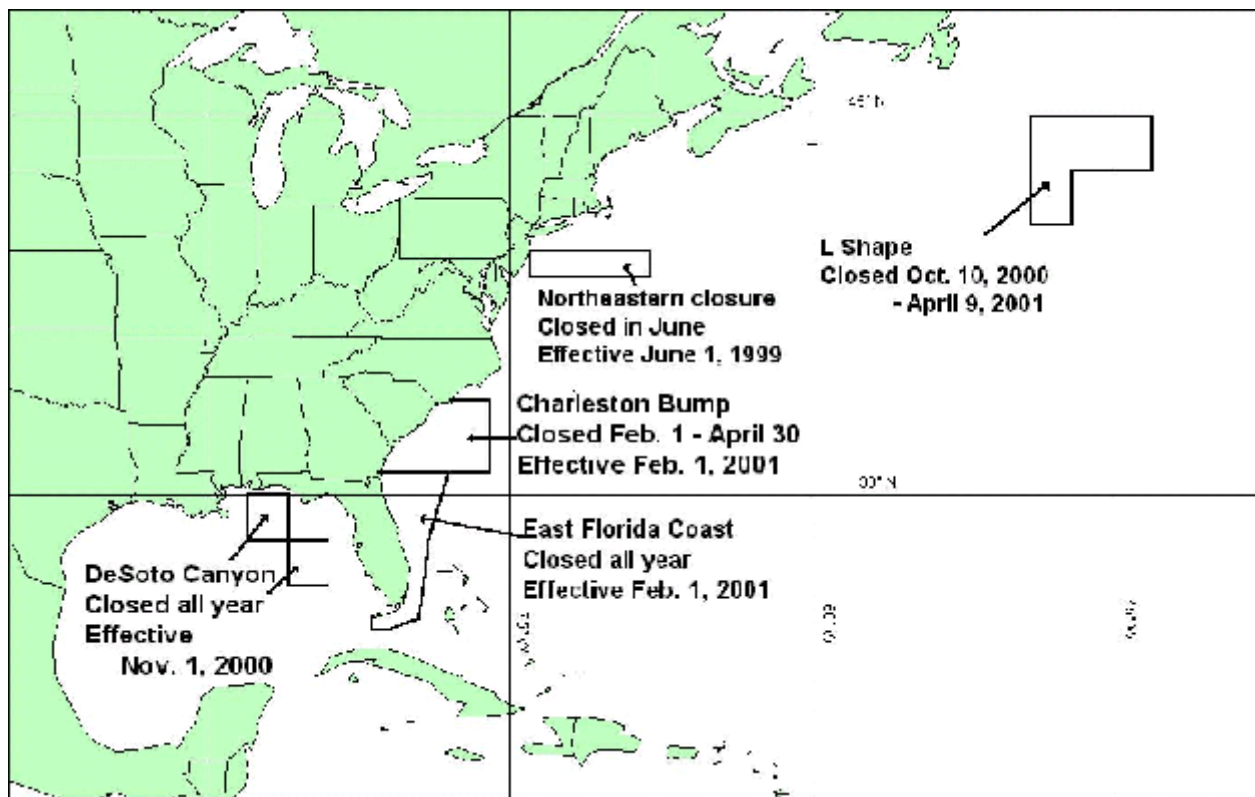 45° N
L Shape
Closed Oct. 10, 2000
- April 9, 2001
Northeastern closure
Closed in June
Effective June 1, 1999
Charleston Bump
Closed Feb. 1 - April 30
Effective Feb. 1, 2001
30° N
East Florida Coast
Closed all year
Effective Feb. 1, 2001
DeSoto Canyon
Closed all year
Effective
Nov. 1, 2000